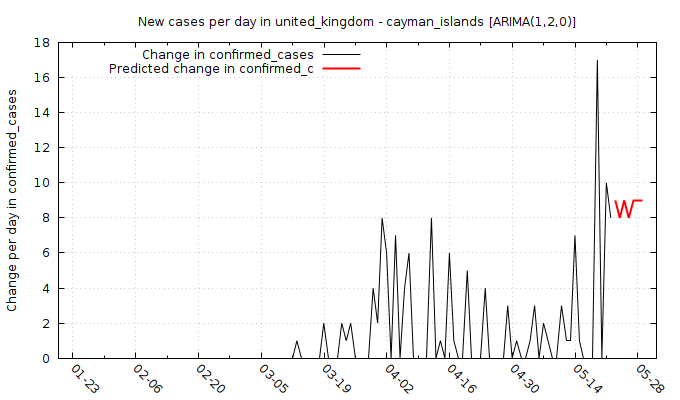 New cases per day in united_kingdom - cayman_islands [ARIMA(1,2,0)]
Change in confirmed_cases
Predicted change in confirmed_c
Change per day in confirmed_cases
18
16
14
12
10
8
6
4
2
0
01-23 02-06 02-20 03-05 03-19 04-02 04-16 04-30 05-14 05-28